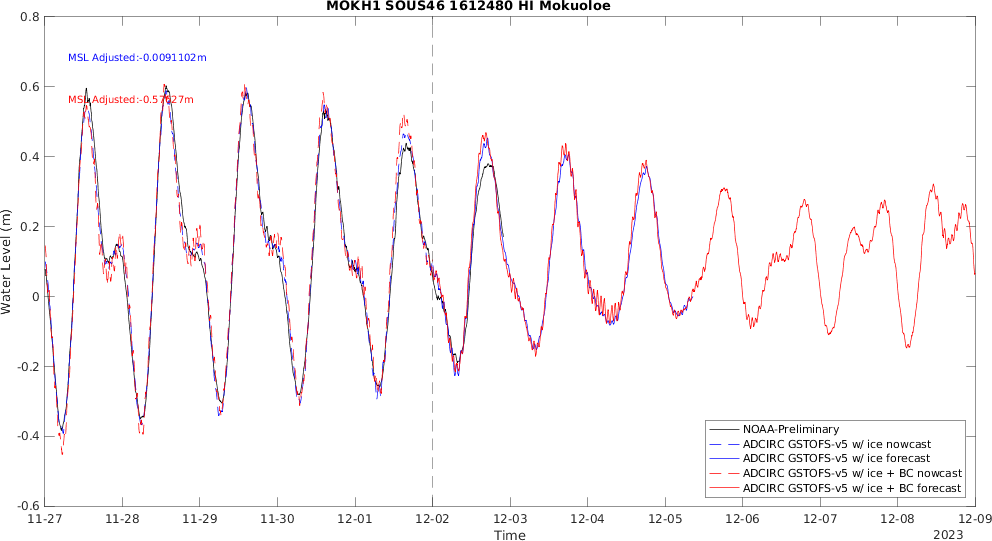 MOKH1 SOUS46 1612480 HI Mokuoloe
MSL Adjusted:-0.0091102m
Water Level (m)
0.8
0.6
0.4
0.2
0
-0.2
-0.4
-0.6
NOAA-Preliminary
ADCIRC GSTOFS-v5 w/ ice nowcast
ADCIRC GSTOFS-v5 w/ ice forecast
ADCIRC GSTOFS-v5 w/ ice + BC nowcast
ADCIRC GSTOFS-v5 w/ ice + BC forecast
11-27 11-28 11-29 11-30 12-01 12-02 12-03 12-04 12-05 12-06 12-07 12-08 12-09
Time
2023